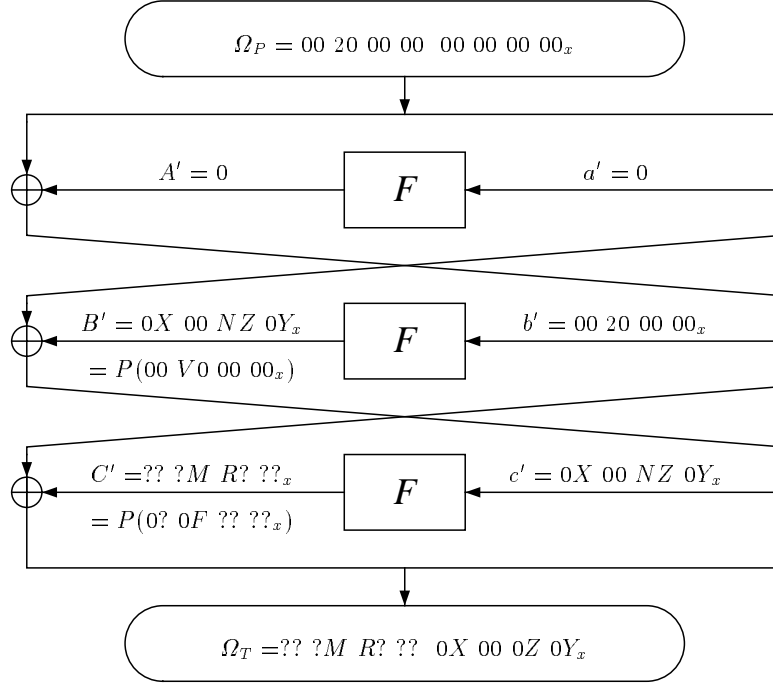 Ω_P = 00 20 00 00 00 00 00 00_x
A' = 0 F a' = 0
B' = 0X 00 NZ 0Y_x F b' = 00 20 00 00_x
= P(00 V0 00 00_x)
C' =?? ?M R? ??_x F c' = 0X 00 NZ 0Y_x
= P(0? 0F ?? ??_x)
Ω_T =?? ?M R? ?? 0X 00 0Z 0Y_x